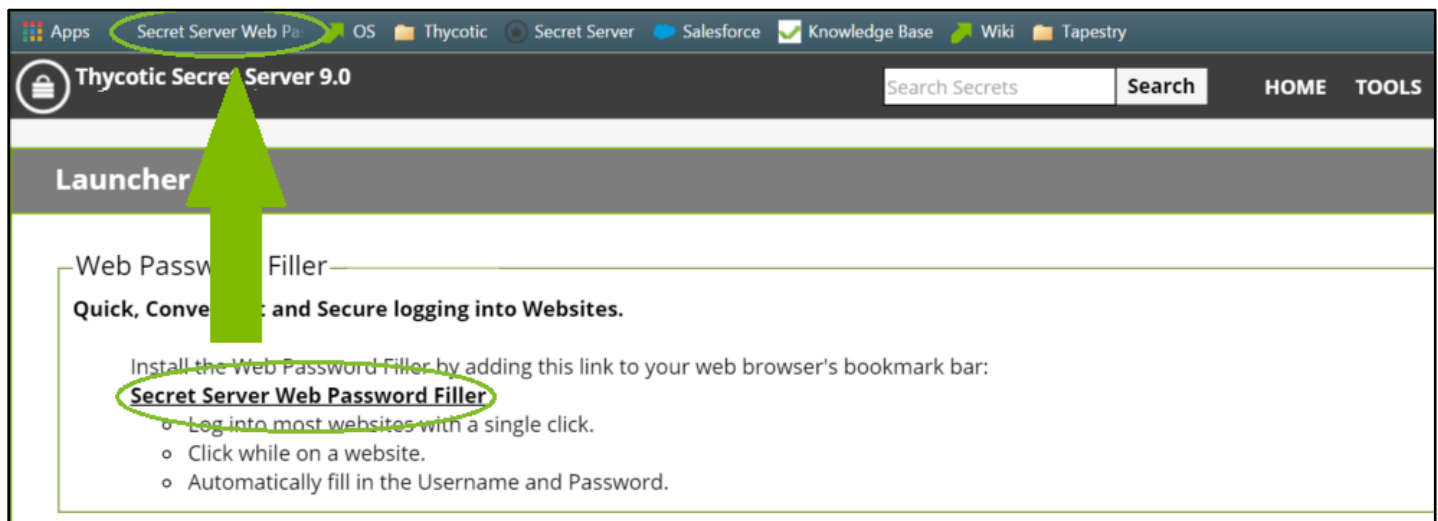 Apps Secret Server Web Pas OS Thycotic Secret Server Salesforce Knowledge Base Wiki Tapestry
Thycotic Secret Server 9.0 Search Secrets Search HOME TOOLS
Launcher
Web Passw Filler
Quick, Conve t and Secure logging into Websites.
Install the Web Password Filler by adding this link to your web browser's bookmark bar:
Secret Server Web Password Filler
Log into most websites with a single click.
Click while on a website.
Automatically fill in the Username and Password.